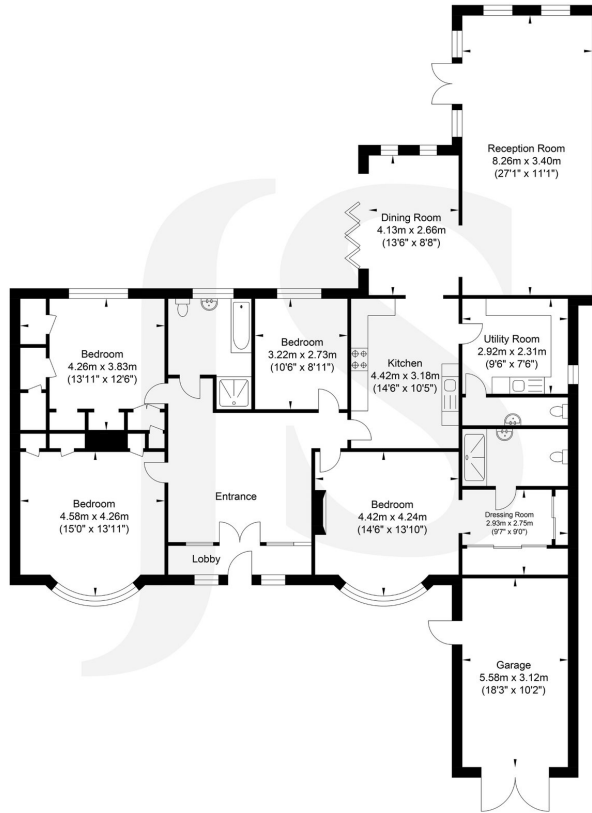 Reception Room
8.26m x 3.40m
(27'1" x 11'1")
Dining Room
4.13m x 2.66m
(13'6" x 8'8")
Bedroom
4.26m x 3.83m
(13'11" x 12'6")
Bedroom
3.22m x 2.73m
(10'6" x 8'11")
Kitchen
4.42m x 3.18m
(14'6" x 10'5")
Utility Room
2.92m x 2.31m
(9'6" x 7'6")
Bedroom
4.58m x 4.26m
(15'0" x 13'11")
Entrance
Lobby
Bedroom
4.42m x 4.24m
(14'6" x 13'10")
Dressing Room
2.93m x 2.75m
(9'7" x 9'0")
Garage
5.58m x 3.12m
(18'3" x 10'2")
JS